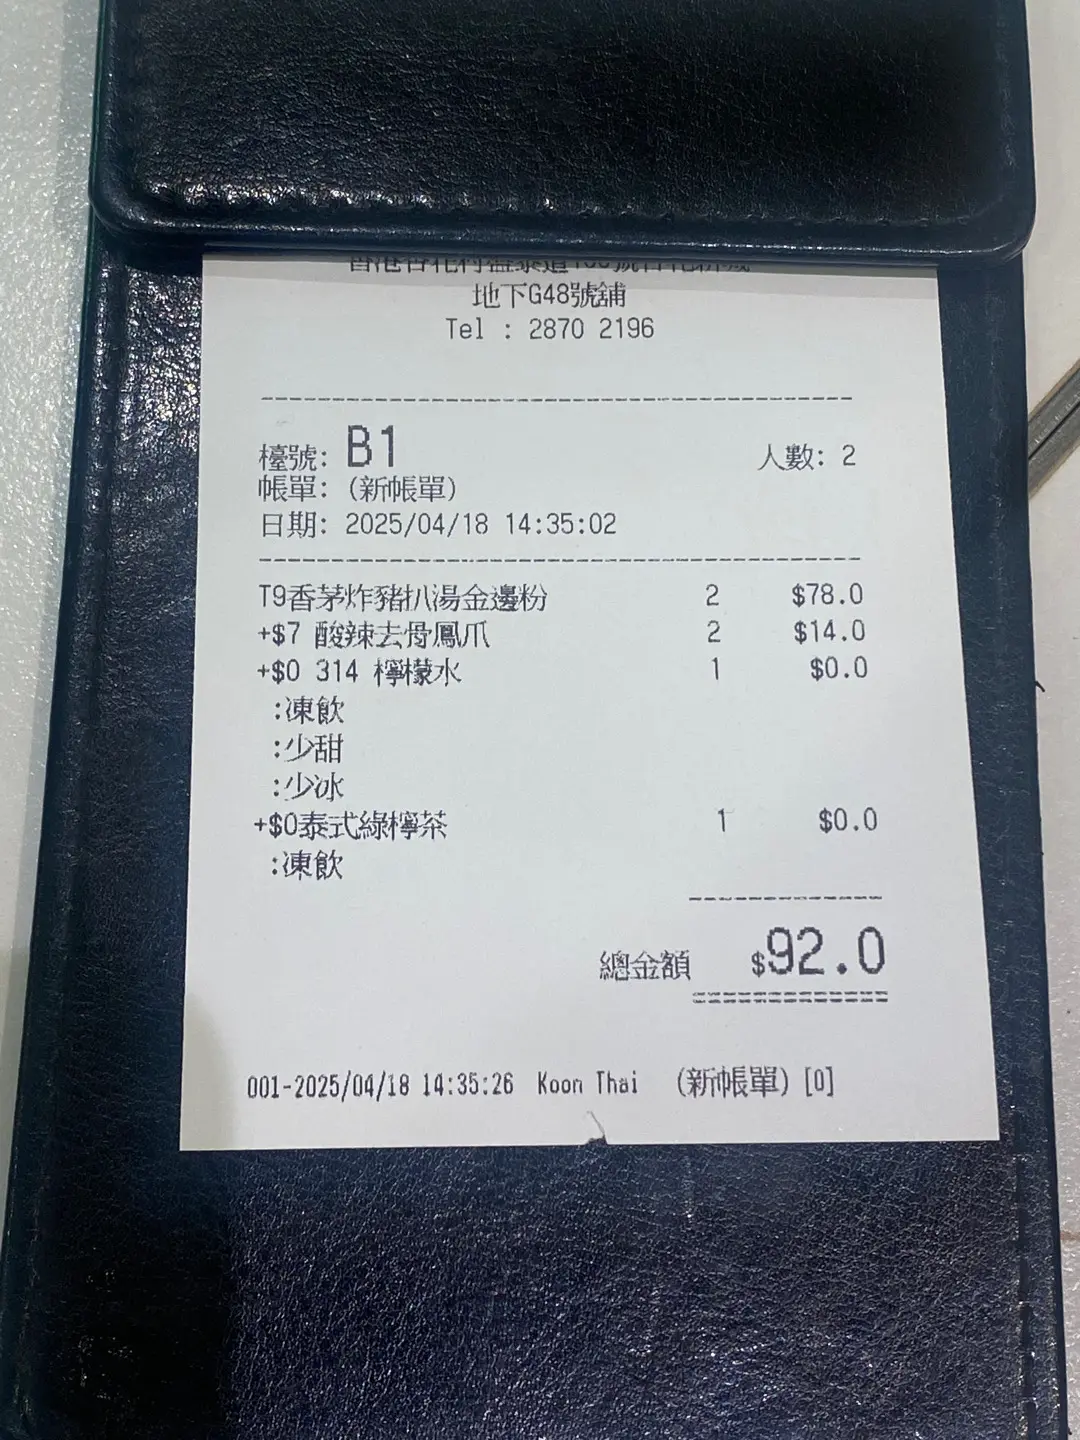 地下G48號舖
Tel : 2870 2196
檯號: B1 人數: 2
帳單: (新帳單)
日期: 2025/04/18 14:35:02
T9香茅炸豬扒湯金邊粉 2 $78.0
+$7 酸辣去骨鳳爪 2 $14.0
+$0 314 檸檬水 1 $0.0
:凍飲
:少甜
:少冰
+$0泰式綠檸茶 1 $0.0
:凍飲
總金額 $92.0
001-2025/04/18 14:35:26 Koon Thai (新帳單) [0]